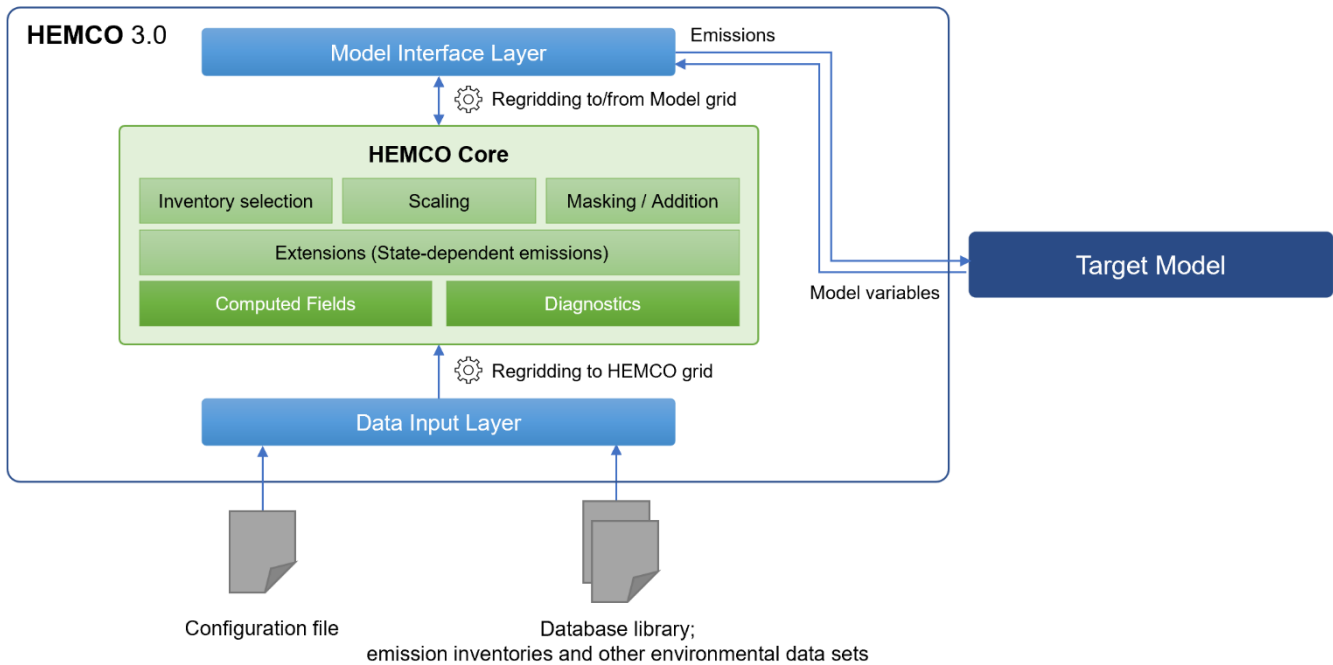 HEMCO 3.0
Model Interface Layer
Emissions
Regridding to/from Model grid
HEMCO Core
Inventory selection
Scaling
Masking / Addition
Extensions (State-dependent emissions)
Computed Fields
Diagnostics
Target Model
Model variables
Regridding to HEMCO grid
Data Input Layer
Configuration file
Database library;
emission inventories and other environmental data sets